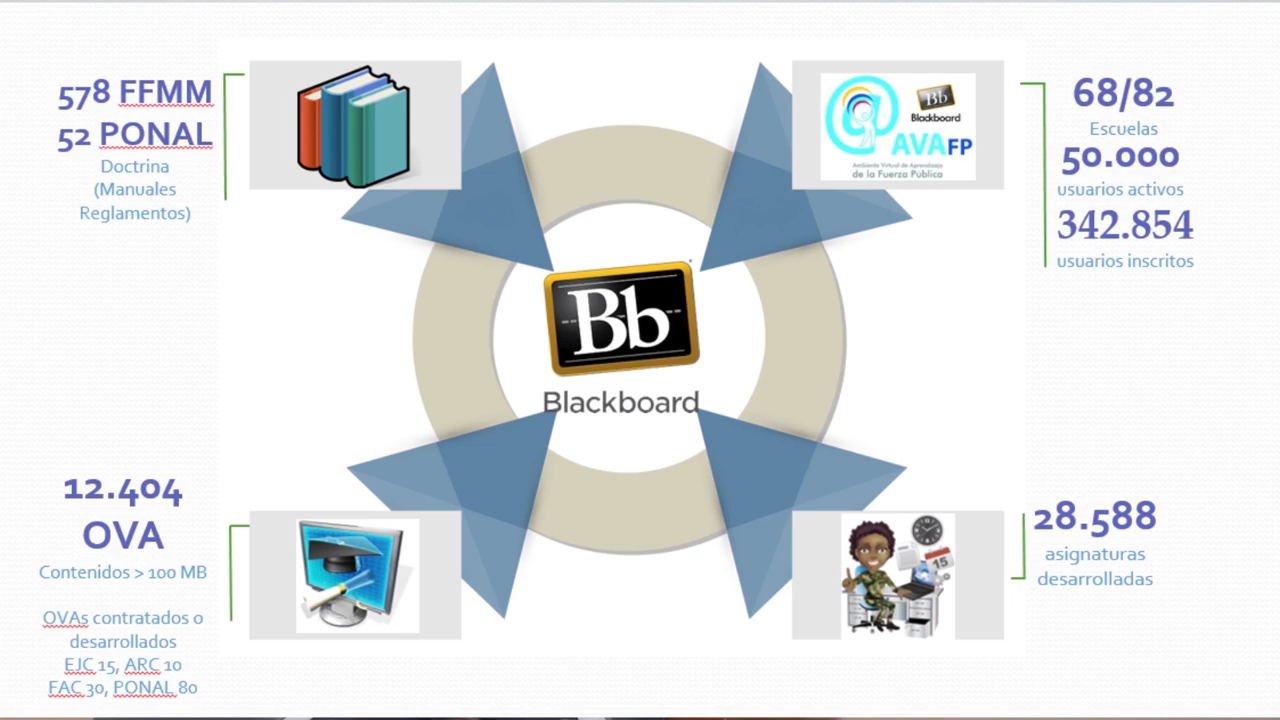 578 FFMM
52 PONAL
Doctrina
(Manuales
Reglamentos)
Bb
Blackboard
@AVAFP
Ambiente Virtual de Aprendizaje
de la Fuerza Pública
68/82
Escuelas
50.000
usuarios activos
342.854
usuarios inscritos
Bb
Blackboard
12.404
OVA
Contenidos > 100 MB
OVAs contratados o
desarrollados
EJC 15, ARC 10
FAC 30, PONAL 80
15
28.588
asignaturas
desarrolladas